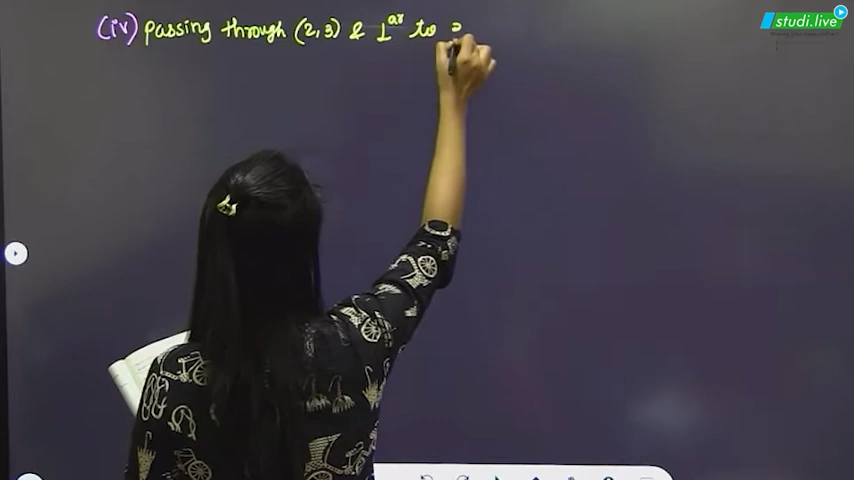 (iv) Passing through (2,3) & ⊥ar to
studi.live